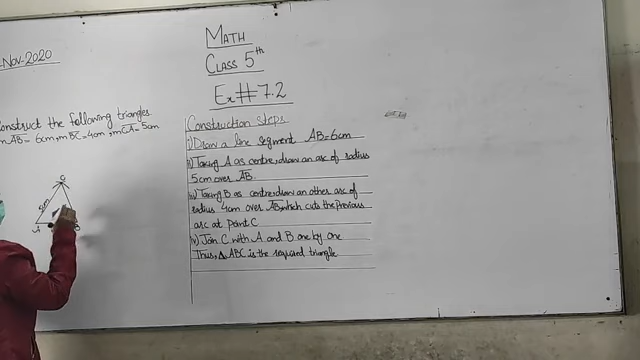 -Nov-2020
MATH
CLASS 5th
Ex# 7.2
Construct the following triangles.
mAB= 6cm, mBC=4cm, mCA=5cm
C
5cm
A
Construction steps
i) Draw a line segment AB=6cm
ii) Taking A as centre, draw an arc of radius
5cm over AB.
iii) Taking B as centre, draw an other arc of
radius 4cm over AB, which cuts the previous
arc at point C
iv) Join C with A and B one by one
Thus, Δ ABC is the required triangle